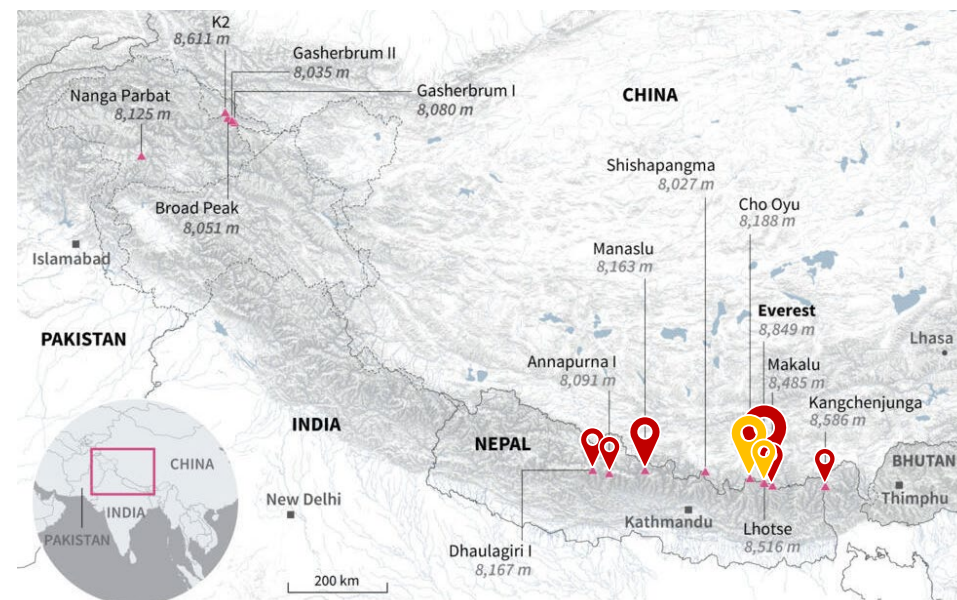 K2
8,611 m
Gasherbrum II
8,035 m
Nanga Parbat
8,125 m
Gasherbrum I
8,080 m
CHINA
Shishapangma
8,027 m
Broad Peak
8,051 m
Cho Oyu
8,188 m
Islamabad
Manaslu
8,163 m
Everest
8,849 m
PAKISTAN
Lhasa
Annapurna I
8,091 m
Makalu
8,485 m
Kangchenjunga
8,586 m
INDIA
NEPAL
BHUTAN
CHINA
Thimphu
New Delhi
INDIA
Kathmandu
PAKISTAN
Lhotse
8,516 m
Dhaulagiri I
8,167 m
200 km